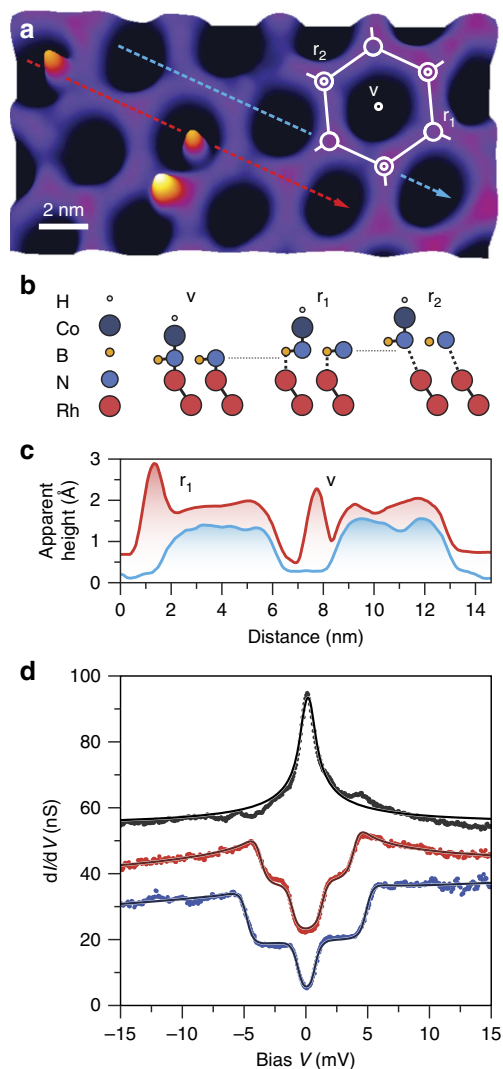 a
r2
v
r1
2 nm
b
v r1 r2
H
Co
B
N
Rh
c
3
2
1
0
Apparent
height (Å)
r1
v
0 2 4 6 8 10 12 14
Distance (nm)
d
100
80
60
40
20
0
dI/dV (nS)
−15 −10 −5 0 5 10 15
Bias V (mV)